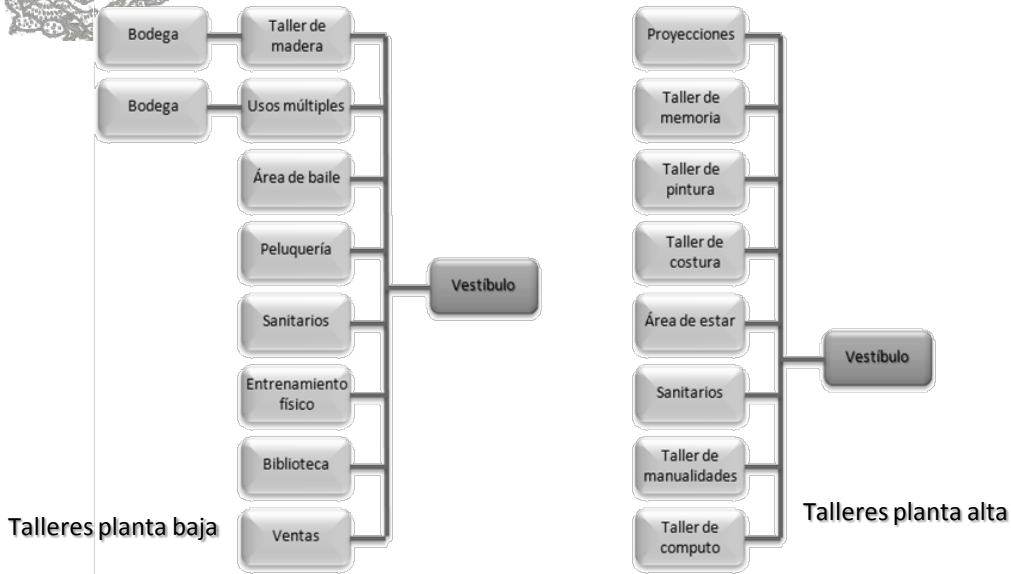 Bodega
Taller de
madera
Bodega
Usos múltiples
Área de baile
Peluquería
Sanitarios
Entrenamiento
físico
Biblioteca
Ventas
Vestíbulo
Talleres planta baja
Proyecciones
Taller de
memoria
Taller de
pintura
Taller de
costura
Área de estar
Sanitarios
Taller de
manualidades
Taller de
computo
Vestíbulo
Talleres planta alta